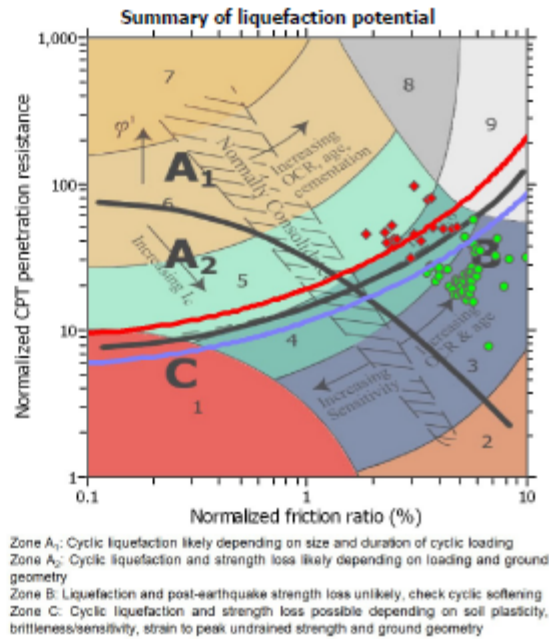 Summary of liquefaction potential
1,000
7
8
9
φ'
Increasing
OCR, age,
cementation
A1
Normally Consolidated
100
6
A2
B
Increasing Ic
5
Normalized CPT penetration resistance
10
4
Increasing
OCR & age
3
C
Increasing
Sensitivity
1
2
1
0.1
1
10
Normalized friction ratio (%)
Zone A1: Cyclic liquefaction likely depending on size and duration of cyclic loading
Zone A2: Cyclic liquefaction and strength loss likely depending on loading and ground
geometry
Zone B: Liquefaction and post-earthquake strength loss unlikely, check cyclic softening
Zone C: Cyclic liquefaction and strength loss possible depending on soil plasticity,
brittleness/sensitivity, strain to peak undrained strength and ground geometry